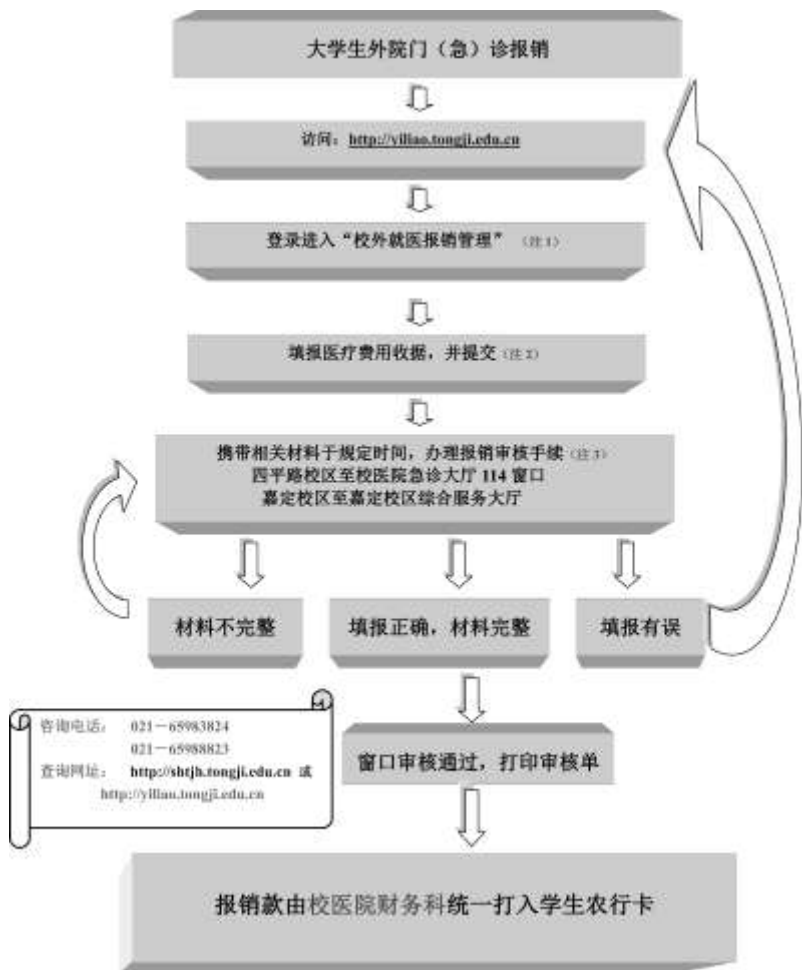 大学生外院门（急）诊报销
访问：http://yiliao.tongji.edu.cn
登录进入“校外就医报销管理”（注1）
填报医疗费用收据，并提交（注2）
携带相关材料于规定时间，办理报销审核手续（注3）
四平路校区至校医院急诊大厅 114 窗口
嘉定校区至嘉定校区综合服务大厅
材料不完整
填报正确，材料完整
填报有误
咨询电话： 021－65983824
021－65988823
查询网址： http://shtjh.tongji.edu.cn 或
http://yiliao.tongji.edu.cn
窗口审核通过，打印审核单
报销款由校医院财务科统一打入学生农行卡